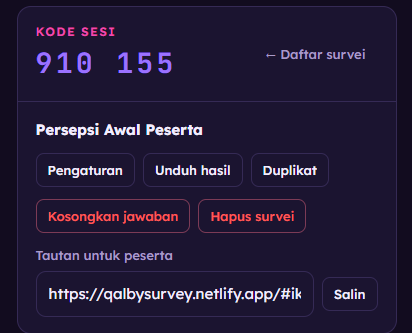 KODE SESI
910 155
← Daftar survei
Persepsi Awal Peserta
Pengaturan
Unduh hasil
Duplikat
Kosongkan jawaban
Hapus survei
Tautan untuk peserta
https://qalbysurvey.netlify.app/#ik
Salin